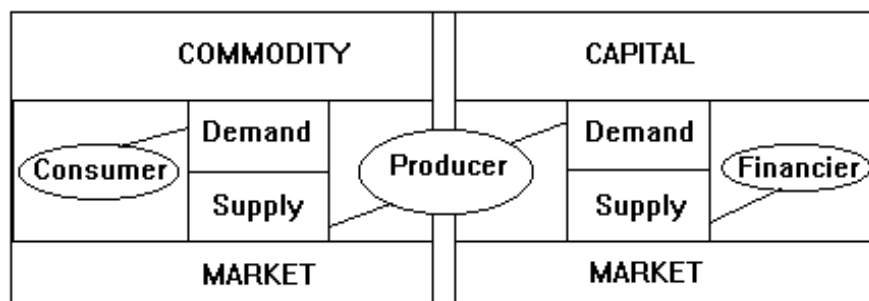 COMMODITY CAPITAL
Demand Demand
Consumer Producer Financier
Supply Supply
MARKET MARKET